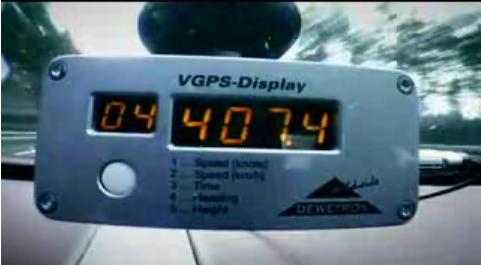 VGPS-Display
04 407.4
1 ... Speed (knots)
2 ... Speed (km/h)
3 ... Time
4 ... Heading
5 ... Height
DEWETRON